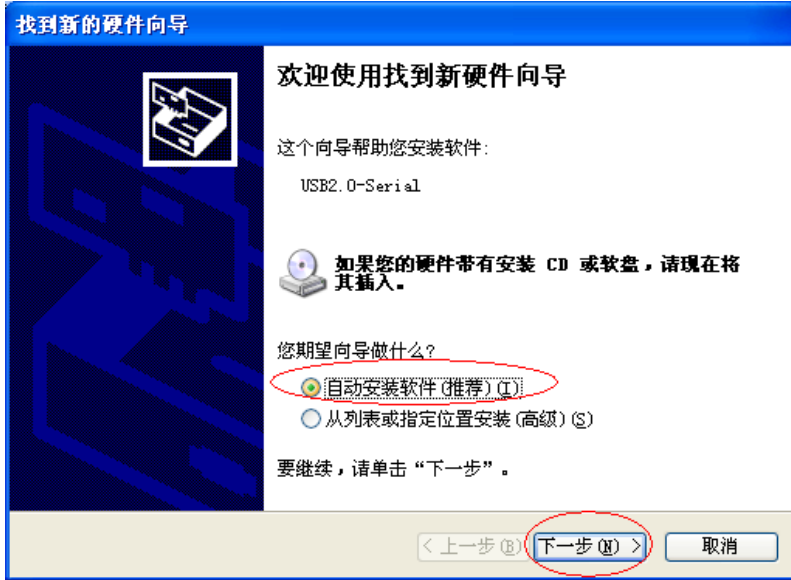 找到新的硬件向导
欢迎使用找到新硬件向导
这个向导帮助您安装软件:
USB2.0-Serial
如果您的硬件带有安装 CD 或软盘，请现在将
其插入。
您期望向导做什么?
自动安装软件(推荐)(I)
从列表或指定位置安装(高级)(S)
要继续，请单击“下一步”。
< 上一步(B) 下一步(N) > 取消